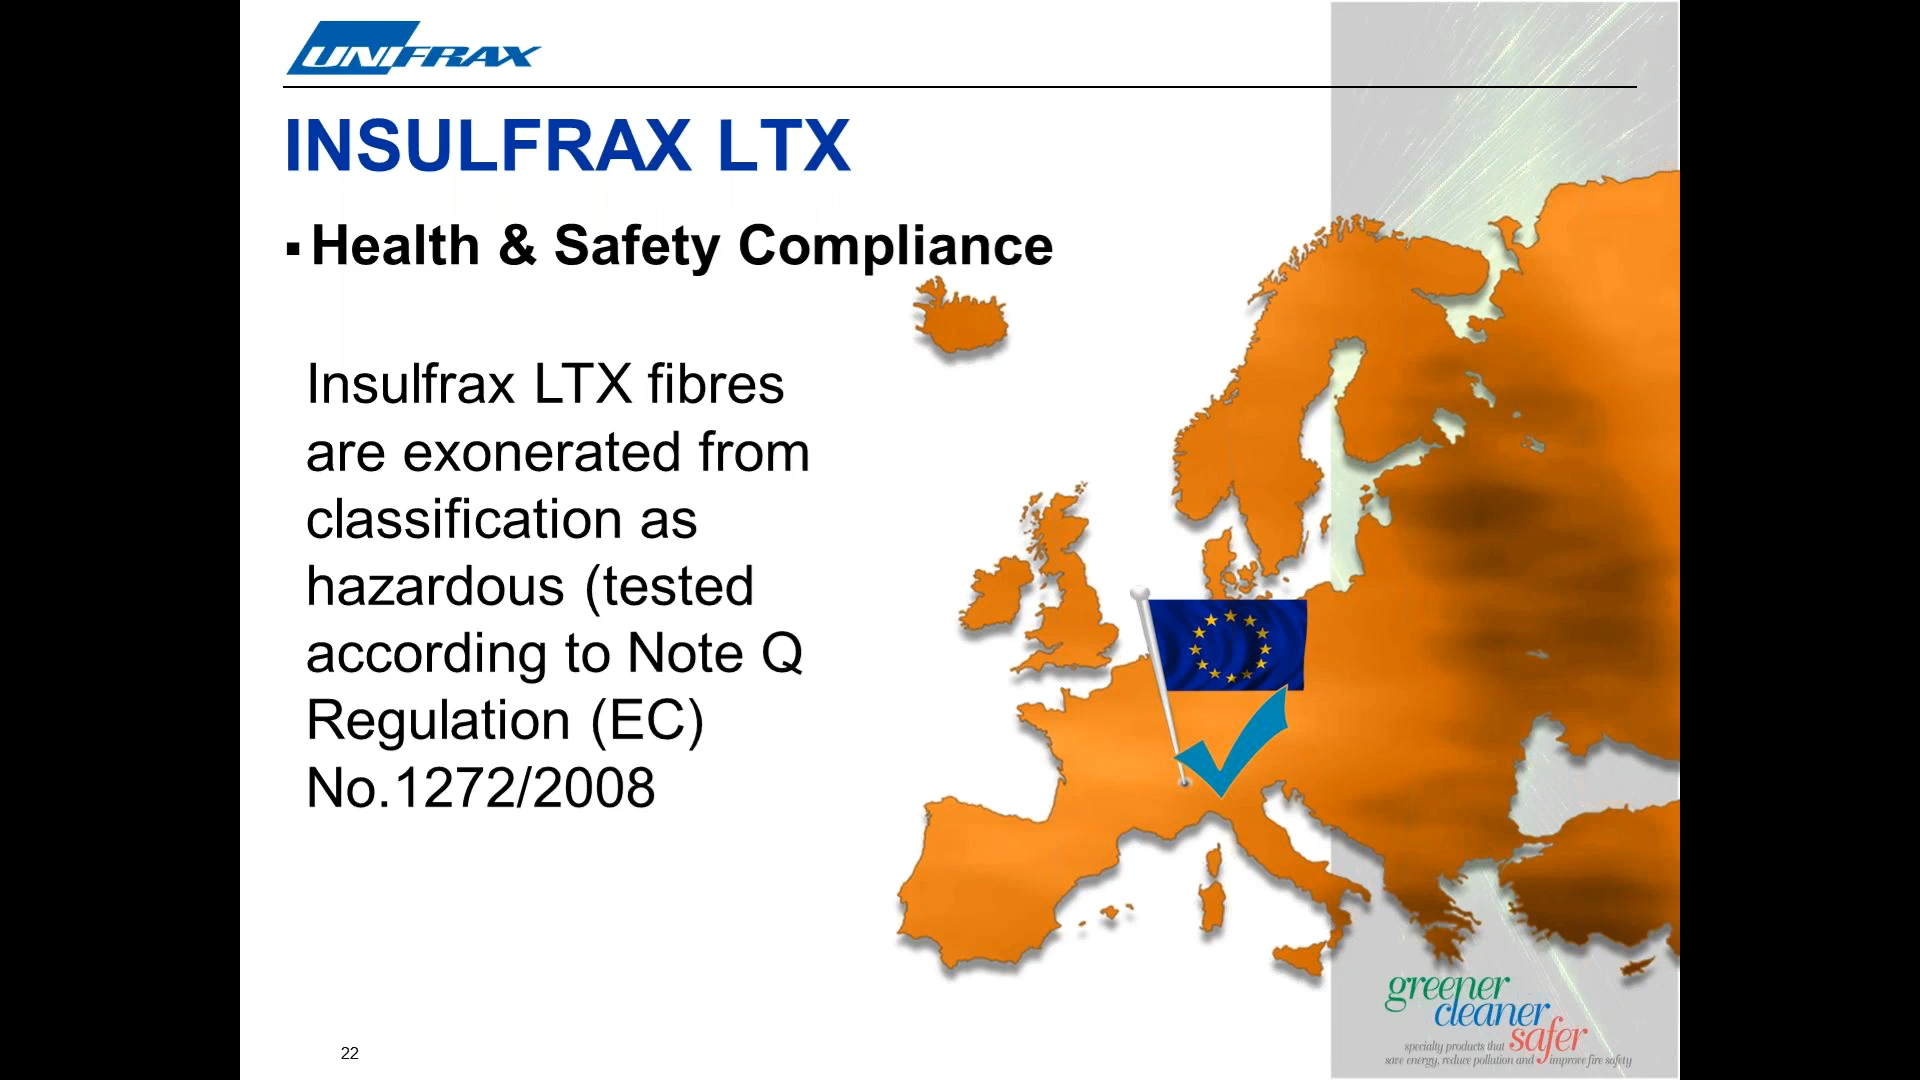 UNIFRAX
INSULFRAX LTX
▪ Health & Safety Compliance
Insulfrax LTX fibres
are exonerated from
classification as
hazardous (tested
according to Note Q
Regulation (EC)
No.1272/2008
greener
cleaner
safer
specialty products that
save energy, reduce pollution and improve fire safety
22